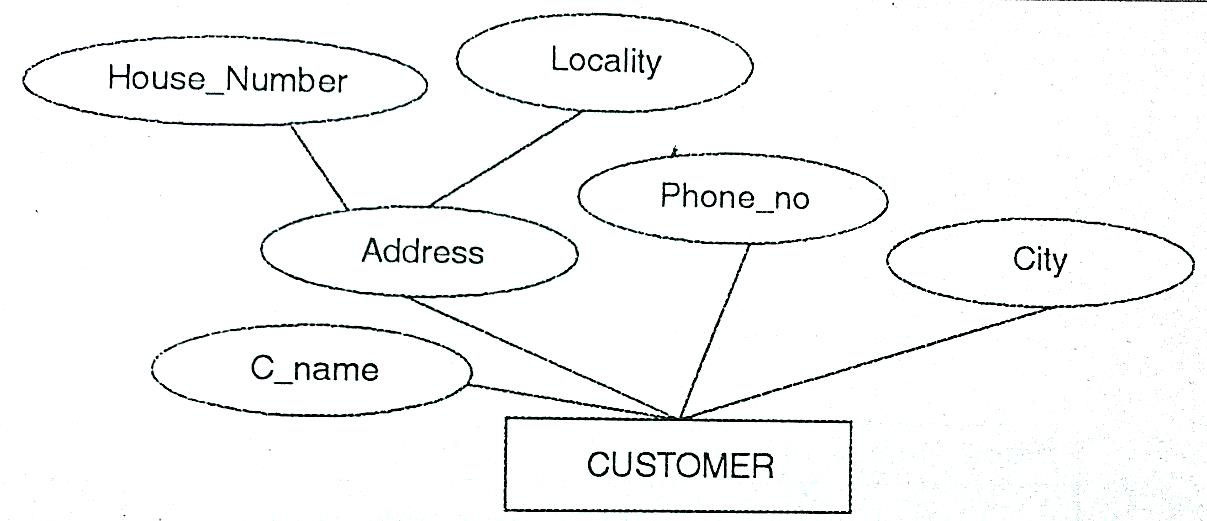 House_Number
Locality
Phone_no
Address
City
C_name
CUSTOMER